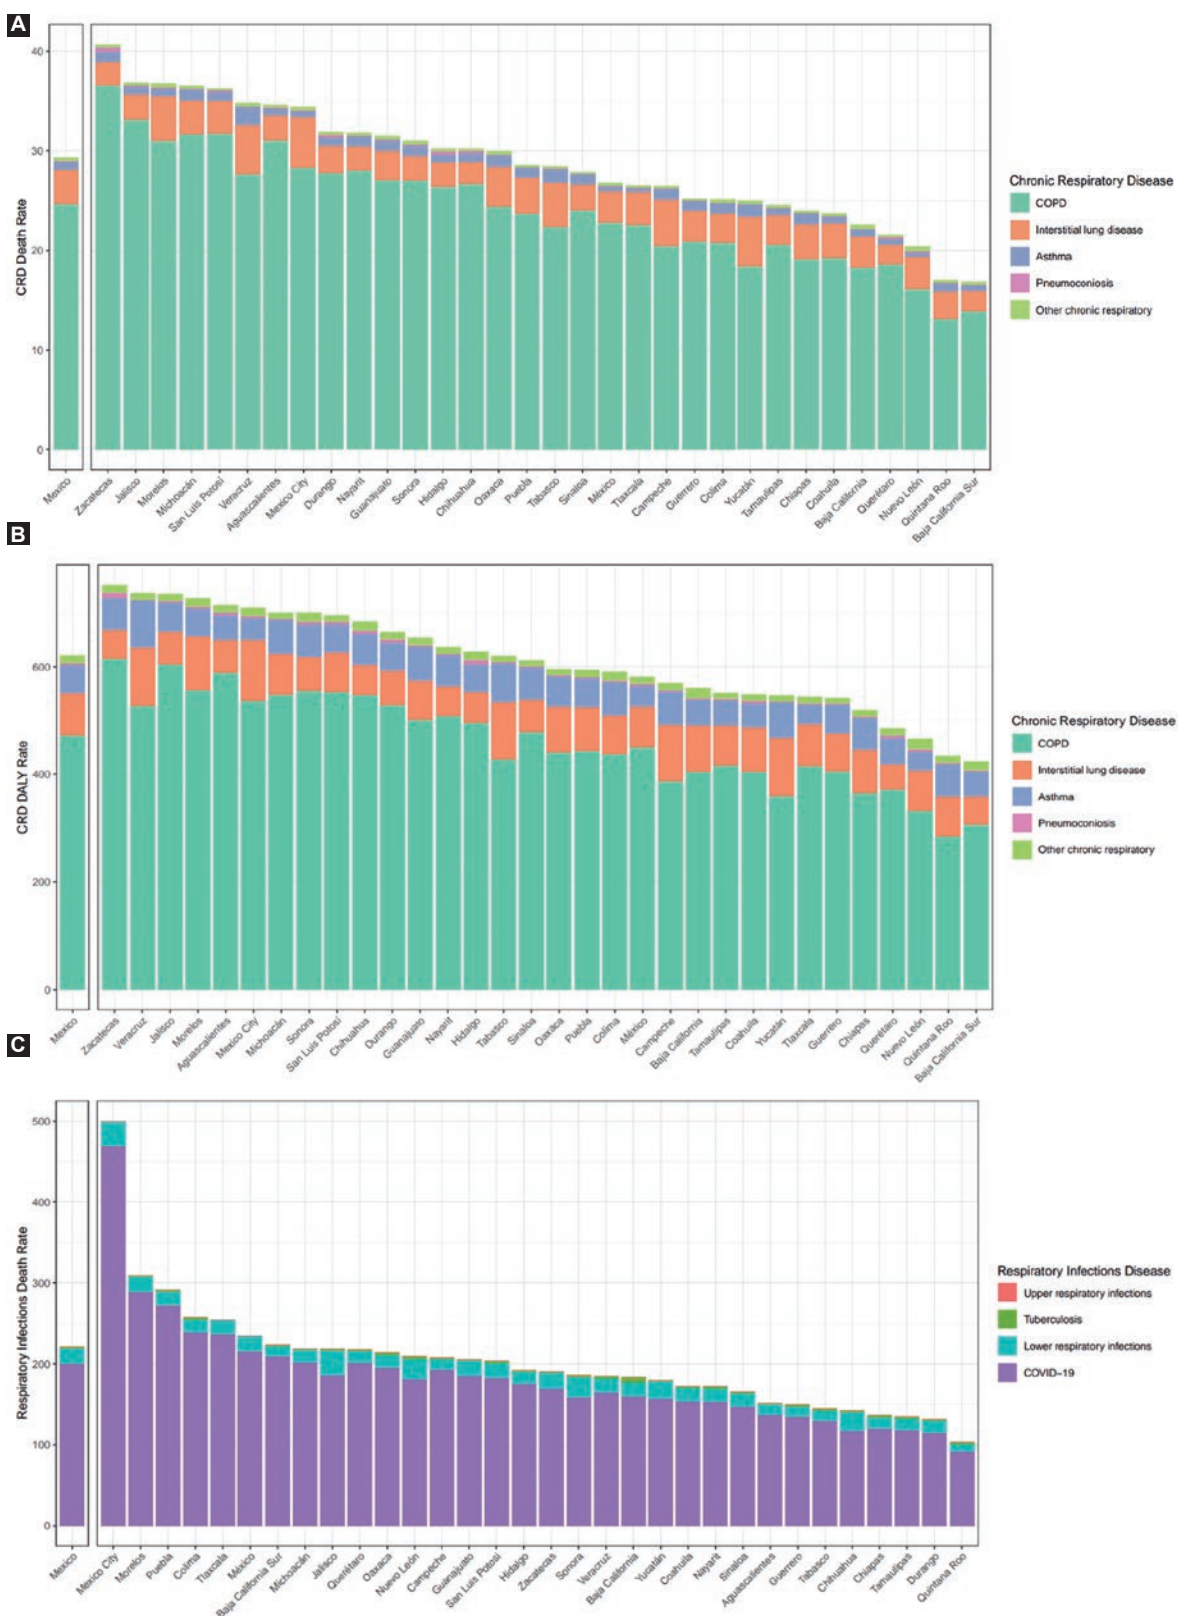 A
CRD Death Rate
40
30
20
10
0
Mexico
Zacatecas
Jalisco
Morelos
Michoacán
San Luis Potosí
Veracruz
Aguascalientes
Mexico City
Durango
Nayarit
Guanajuato
Sonora
Hidalgo
Chihuahua
Oaxaca
Puebla
Tabasco
Sinaloa
México
Tlaxcala
Campeche
Guerrero
Colima
Yucatán
Tamaulipas
Chiapas
Coahuila
Baja California
Querétaro
Nuevo León
Quintana Roo
Baja California Sur
Chronic Respiratory Disease
COPD
Interstitial lung disease
Asthma
Pneumoconiosis
Other chronic respiratory
B
CRD DALY Rate
600
400
200
0
Mexico
Zacatecas
Veracruz
Jalisco
Morelos
Aguascalientes
Mexico City
Michoacán
Sonora
San Luis Potosí
Chihuahua
Durango
Guanajuato
Nayarit
Hidalgo
Tabasco
Sinaloa
Oaxaca
Puebla
Colima
México
Campeche
Baja California
Tamaulipas
Coahuila
Yucatán
Tlaxcala
Guerrero
Chiapas
Querétaro
Nuevo León
Quintana Roo
Baja California Sur
Chronic Respiratory Disease
COPD
Interstitial lung disease
Asthma
Pneumoconiosis
Other chronic respiratory
C
Respiratory Infections Death Rate
500
400
300
200
100
0
Mexico
Mexico City
Morelos
Puebla
Colima
Tlaxcala
México
Baja California Sur
Michoacán
Jalisco
Querétaro
Oaxaca
Nuevo León
Campeche
Guanajuato
San Luis Potosí
Hidalgo
Zacatecas
Sonora
Veracruz
Baja California
Yucatán
Coahuila
Nayarit
Sinaloa
Aguascalientes
Guerrero
Tabasco
Chihuahua
Chiapas
Tamaulipas
Durango
Quintana Roo
Respiratory Infections Disease
Upper respiratory infections
Tuberculosis
Lower respiratory infections
COVID–19